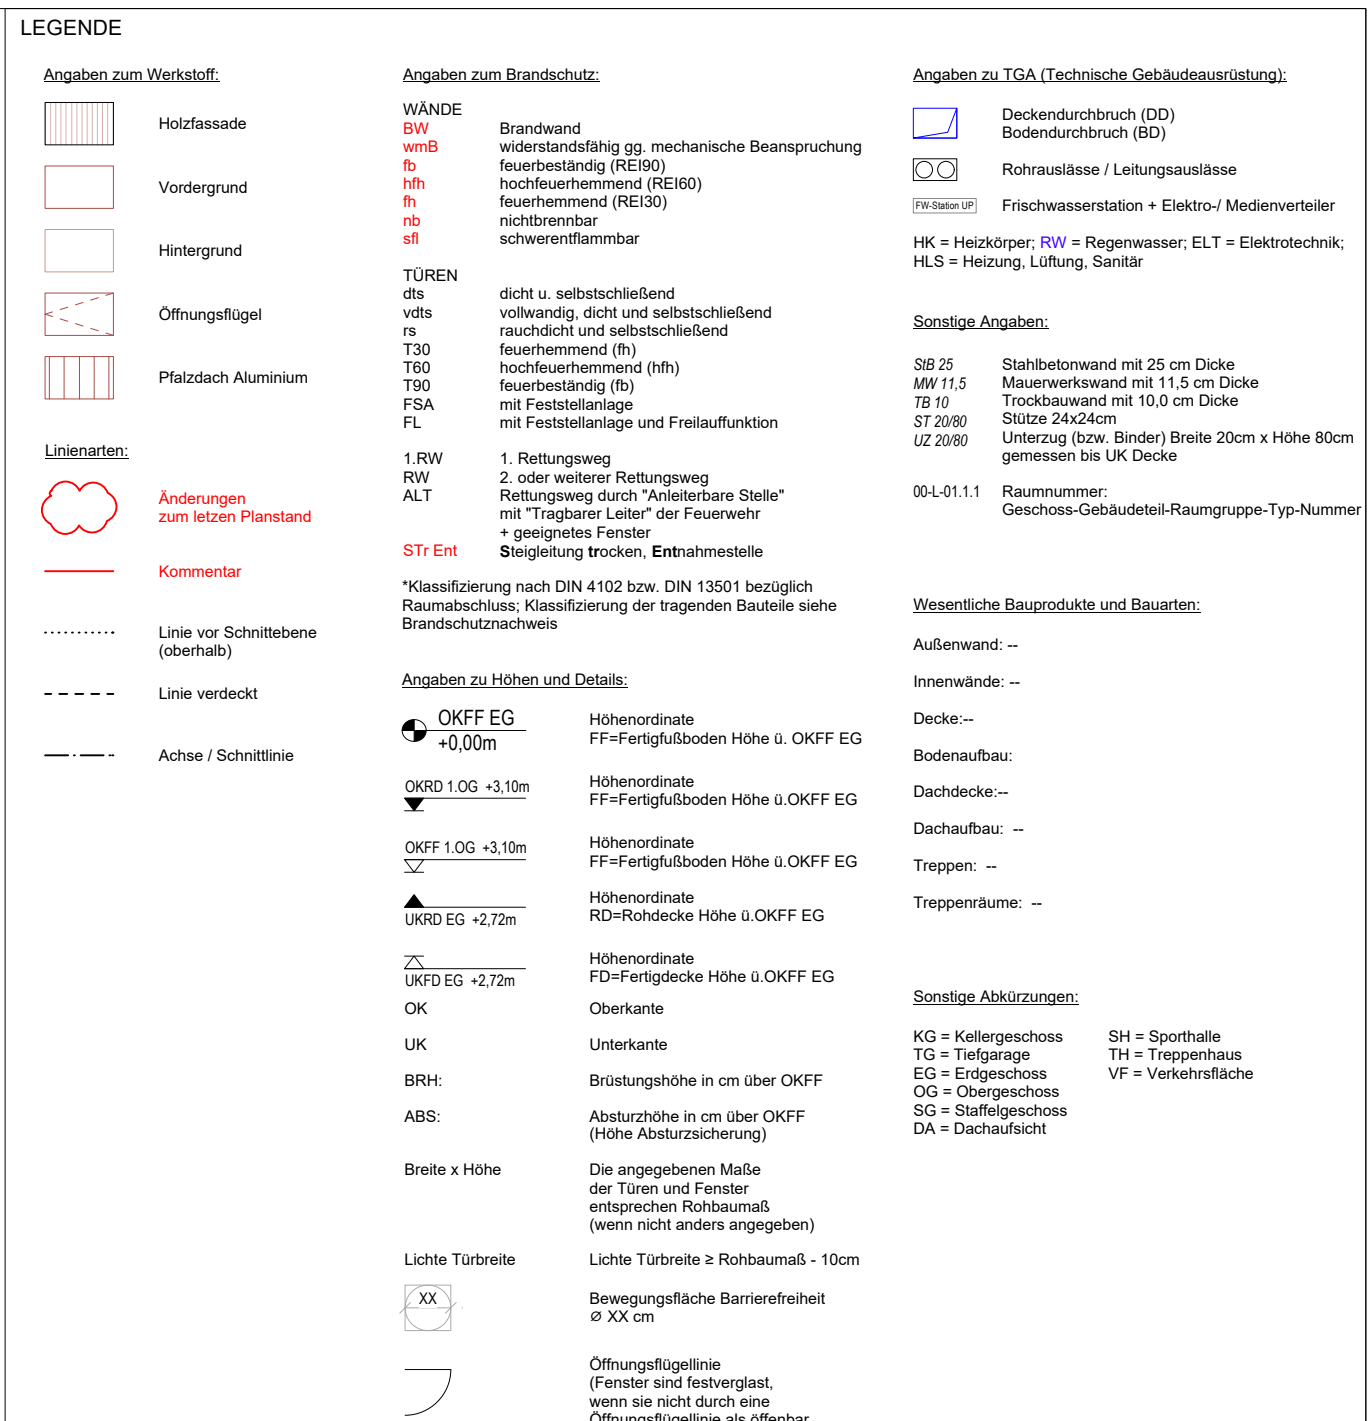 LEGENDE
Angaben zum Werkstoff:
Holzfassade
Vordergrund
Hintergrund
Öffnungsflügel
Pfalzdach Aluminium
Linienarten:
Änderungen
zum letzen Planstand
Kommentar
Linie vor Schnittebene
(oberhalb)
Linie verdeckt
Achse / Schnittlinie
Angaben zum Brandschutz:
WÄNDE
BW Brandwand
wmB widerstandsfähig gg. mechanische Beanspruchung
fb feuerbeständig (REI90)
hfh hochfeuerhemmend (REI60)
fh feuerhemmend (REI30)
nb nichtbrennbar
sfl schwerentflammbar
TÜREN
dts dicht u. selbstschließend
vdts vollwandig, dicht und selbstschließend
rs rauchdicht und selbstschließend
T30 feuerhemmend (fh)
T60 hochfeuerhemmend (hfh)
T90 feuerbeständig (fb)
FSA mit Feststellanlage
FL mit Feststellanlage und Freilauffunktion
1.RW 1. Rettungsweg
RW 2. oder weiterer Rettungsweg
ALT Rettungsweg durch "Anleiterbare Stelle"
mit "Tragbarer Leiter" der Feuerwehr
+ geeignetes Fenster
STr Ent Steigleitung trocken, Entnahmestelle
*Klassifizierung nach DIN 4102 bzw. DIN 13501 bezüglich
Raumabschluss; Klassifizierung der tragenden Bauteile siehe
Brandschutznachweis
Angaben zu Höhen und Details:
OKFF EG
+0,00m
Höhenordinate
FF=Fertigfußboden Höhe ü. OKFF EG
OKRD 1.OG +3,10m
Höhenordinate
FF=Fertigfußboden Höhe ü.OKFF EG
OKFF 1.OG +3,10m
Höhenordinate
FF=Fertigfußboden Höhe ü.OKFF EG
UKRD EG +2,72m
Höhenordinate
RD=Rohdecke Höhe ü.OKFF EG
UKFD EG +2,72m
Höhenordinate
FD=Fertigdecke Höhe ü.OKFF EG
OK Oberkante
UK Unterkante
BRH: Brüstungshöhe in cm über OKFF
ABS: Absturzhöhe in cm über OKFF
(Höhe Absturzsicherung)
Breite x Höhe Die angegebenen Maße
der Türen und Fenster
entsprechen Rohbaumaß
(wenn nicht anders angegeben)
Lichte Türbreite Lichte Türbreite ≥ Rohbaumaß - 10cm
XX
Bewegungsfläche Barrierefreiheit
⌀ XX cm
Öffnungsflügellinie
(Fenster sind festverglast,
wenn sie nicht durch eine
Öffnungsflügellinie als öffenbar
Angaben zu TGA (Technische Gebäudeausrüstung):
Deckendurchbruch (DD)
Bodendurchbruch (BD)
Rohrauslässe / Leitungsauslässe
FW-Station UP Frischwasserstation + Elektro-/ Medienverteiler
HK = Heizkörper; RW = Regenwasser; ELT = Elektrotechnik;
HLS = Heizung, Lüftung, Sanitär
Sonstige Angaben:
StB 25 Stahlbetonwand mit 25 cm Dicke
MW 11,5 Mauerwerkswand mit 11,5 cm Dicke
TB 10 Trockbauwand mit 10,0 cm Dicke
ST 20/80 Stütze 24x24cm
UZ 20/80 Unterzug (bzw. Binder) Breite 20cm x Höhe 80cm
gemessen bis UK Decke
00-L-01.1.1 Raumnummer:
Geschoss-Gebäudeteil-Raumgruppe-Typ-Nummer
Wesentliche Bauprodukte und Bauarten:
Außenwand: --
Innenwände: --
Decke:--
Bodenaufbau:
Dachdecke:--
Dachaufbau: --
Treppen: --
Treppenräume: --
Sonstige Abkürzungen:
KG = Kellergeschoss
TG = Tiefgarage
EG = Erdgeschoss
OG = Obergeschoss
SG = Staffelgeschoss
DA = Dachaufsicht
SH = Sporthalle
TH = Treppenhaus
VF = Verkehrsfläche